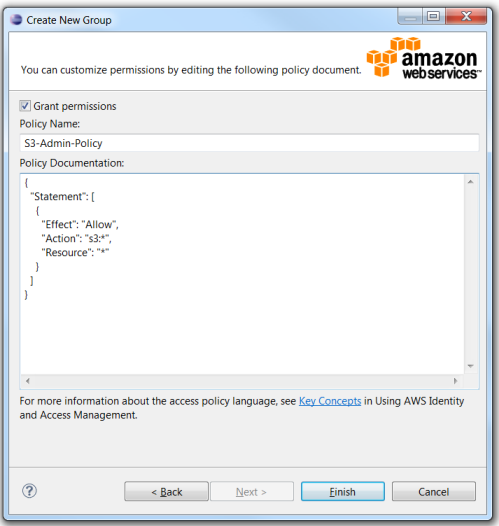 Create New Group
You can customize permissions by editing the following policy document.
amazon
webservices™
Grant permissions
Policy Name:
S3-Admin-Policy
Policy Documentation:
{
"Statement": [
{
"Effect": "Allow",
"Action": "s3:*",
"Resource": "*"
}
]
}
For more information about the access policy language, see Key Concepts in Using AWS Identity
and Access Management.
?
< Back
Next >
Finish
Cancel